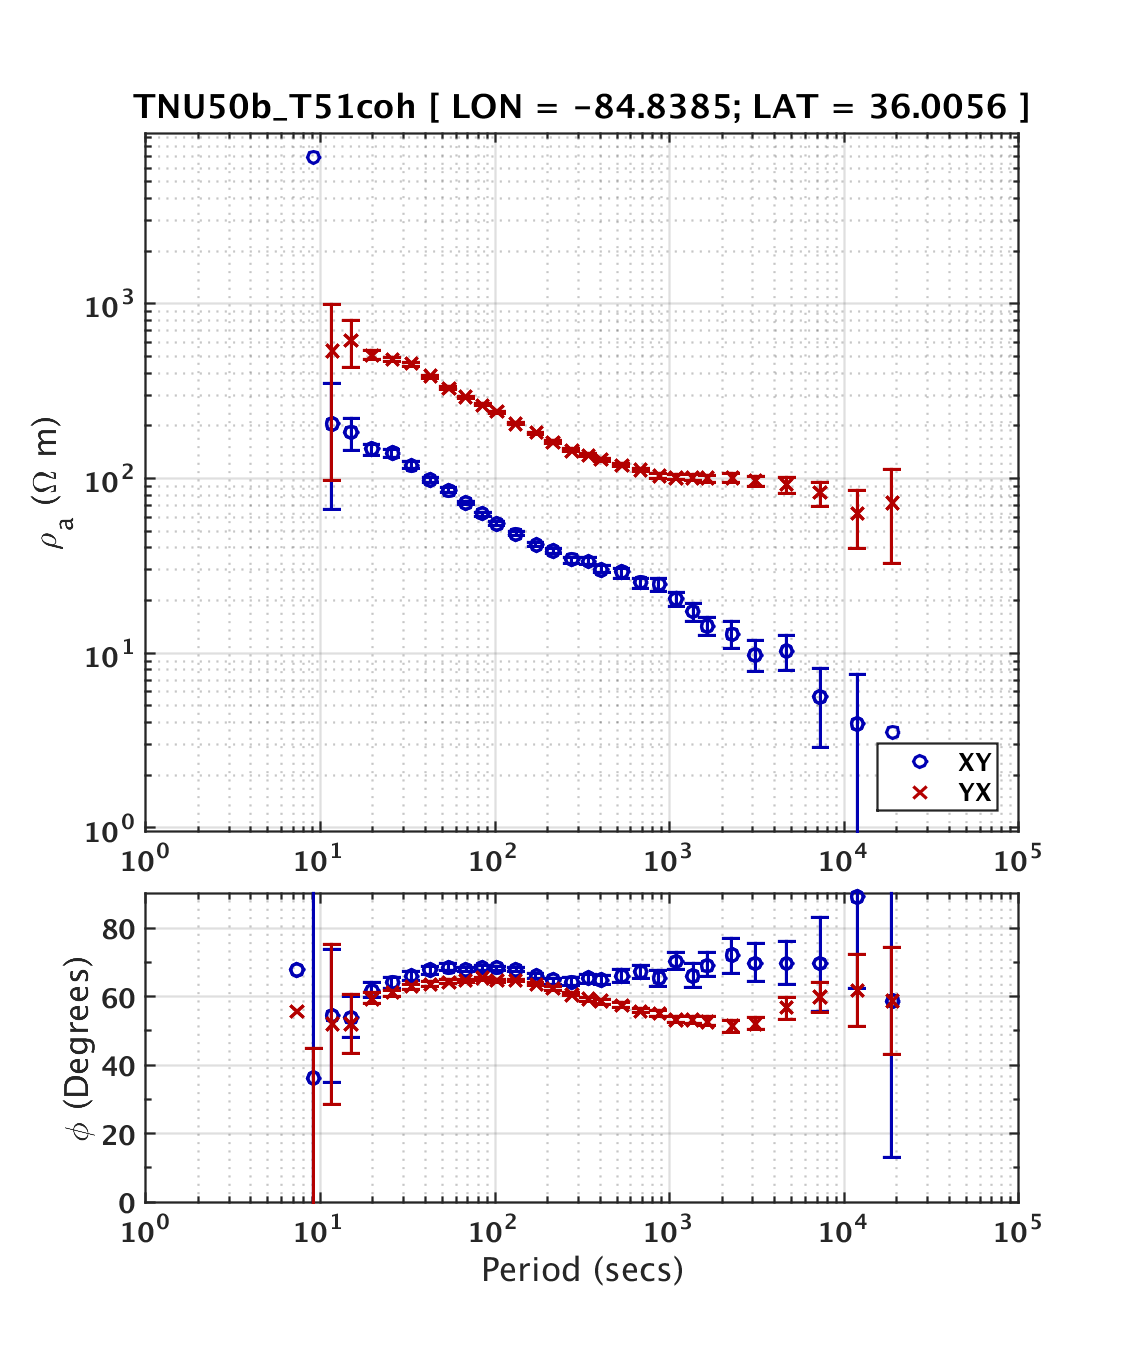 TNU50b_T51coh [ LON = -84.8385; LAT = 36.0056 ]
ρa (Ω m)
10^3
10^2
10^1
10^0
XY
YX
10^0 10^1 10^2 10^3 10^4 10^5
φ (Degrees)
80
60
40
20
0
10^0 10^1 10^2 10^3 10^4 10^5
Period (secs)